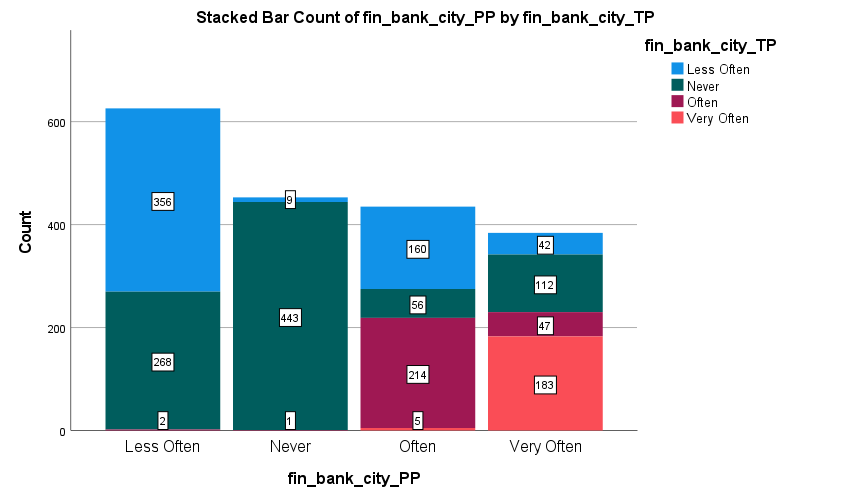 Stacked Bar Count of fin_bank_city_PP by fin_bank_city_TP
fin_bank_city_TP
Less Often
Never
Often
Very Often
Count
600
400
200
0
356
268
2
9
443
1
160
56
214
5
42
112
47
183
Less Often
Never
Often
Very Often
fin_bank_city_PP